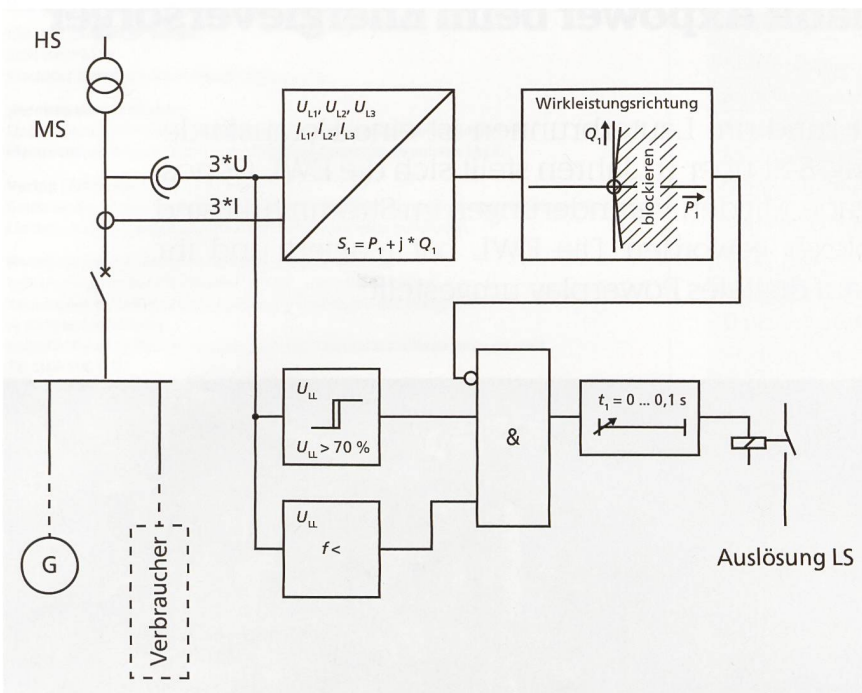 HS
MS
3*U
3*I
U_L1, U_L2, U_L3
I_L1, I_L2, I_L3
S_1 = P_1 + j * Q_1
Wirkleistungsrichtung
Q_1
blockieren
P_1
U_LL
U_LL > 70 %
U_LL
f <
&
t_1 = 0 ... 0,1 s
Auslösung LS
G
Verbraucher